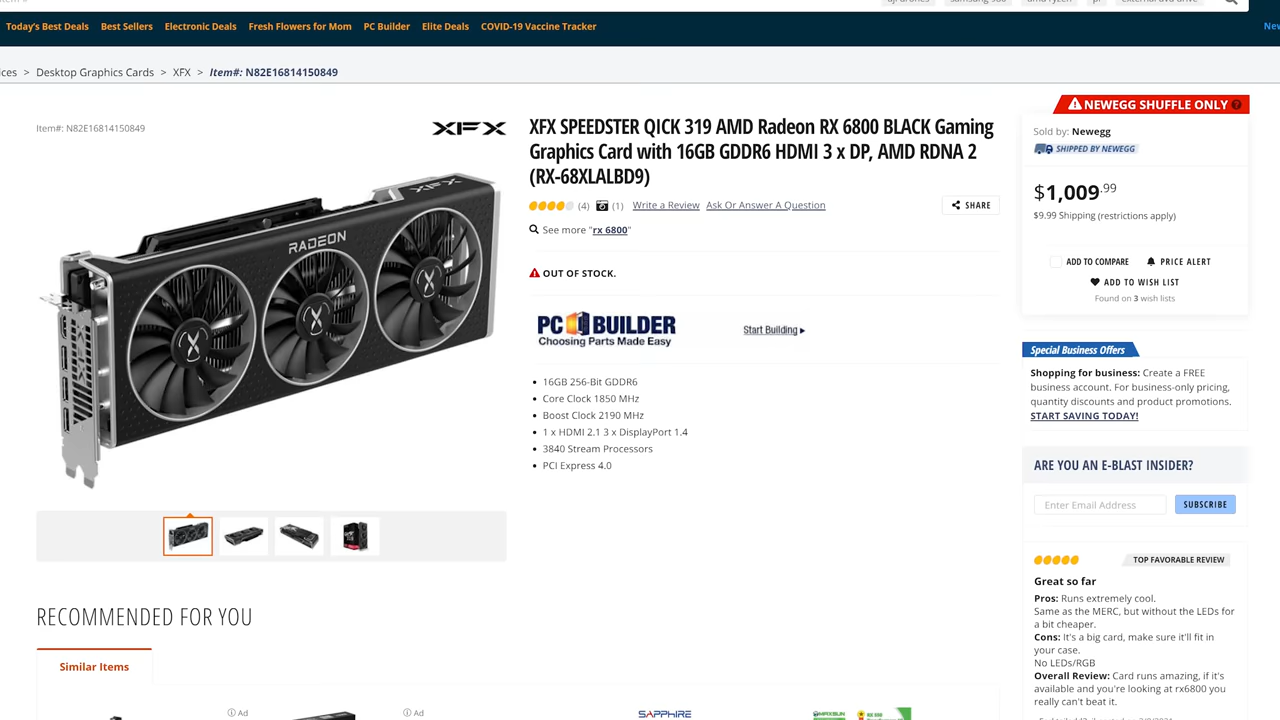 Today's Best Deals Best Sellers Electronic Deals Fresh Flowers for Mom PC Builder Elite Deals COVID-19 Vaccine Tracker
> Desktop Graphics Cards > XFX > Item#: N82E16814150849
NEWEGG SHUFFLE ONLY
Item#: N82E16814150849
XFX
XFX SPEEDSTER QICK 319 AMD Radeon RX 6800 BLACK Gaming
Graphics Card with 16GB GDDR6 HDMI 3 x DP, AMD RDNA 2
(RX-68XLALBD9)
(4) (1) Write a Review Ask Or Answer A Question
SHARE
See more "rx 6800"
OUT OF STOCK.
PC BUILDER
Choosing Parts Made Easy
Start Building
• 16GB 256-Bit GDDR6
• Core Clock 1850 MHz
• Boost Clock 2190 MHz
• 1 x HDMI 2.1 3 x DisplayPort 1.4
• 3840 Stream Processors
• PCI Express 4.0
XFX
RADEON
Sold by: Newegg
SHIPPED BY NEWEGG
$1,009.99
$9.99 Shipping (restrictions apply)
ADD TO COMPARE PRICE ALERT
ADD TO WISH LIST
Found on 3 wish lists
Special Business Offers
Shopping for business: Create a FREE
business account. For business-only pricing,
quantity discounts and product promotions.
START SAVING TODAY!
ARE YOU AN E-BLAST INSIDER?
Enter Email Address SUBSCRIBE
TOP FAVORABLE REVIEW
Great so far
Pros: Runs extremely cool.
Same as the MERC, but without the LEDs for
a bit cheaper.
Cons: It's a big card, make sure it'll fit in
your case.
No LEDs/RGB
Overall Review: Card runs amazing, if it's
available and you're looking at rx6800 you
really can't beat it.
RECOMMENDED FOR YOU
Similar Items
Ad
Ad
SAPPHIRE
MAXSUN